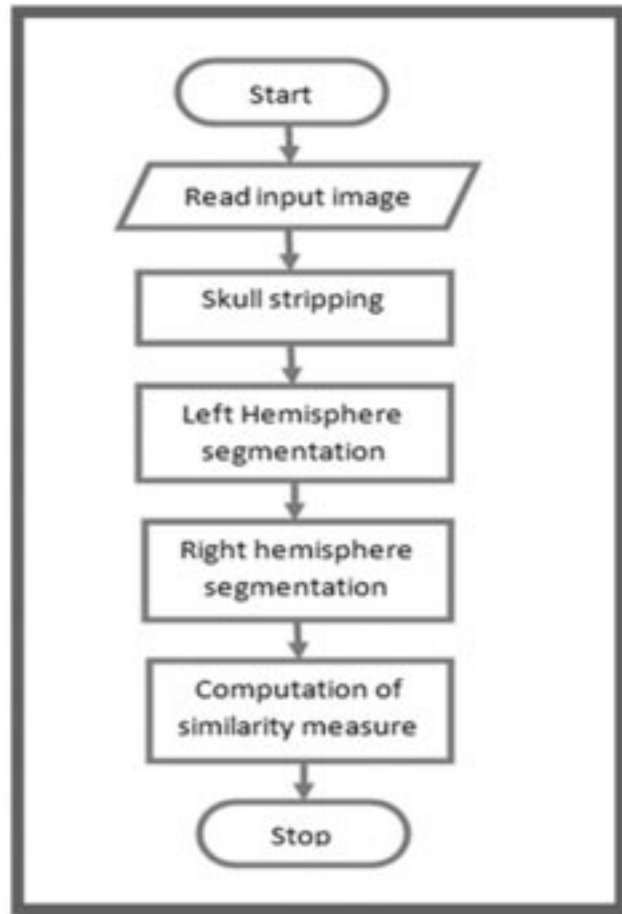 Start
Read input image
Skull stripping
Left Hemisphere
segmentation
Right hemisphere
segmentation
Computation of
similarity measure
Stop